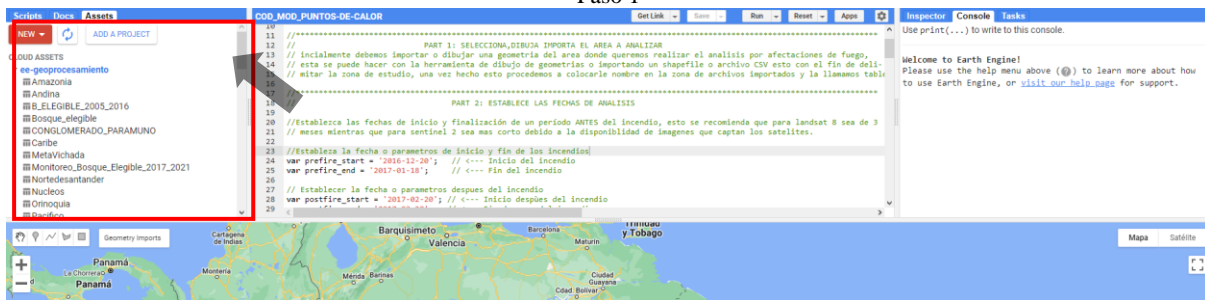 Paso 1
Scripts Docs Assets
NEW
ADD A PROJECT
CLOUD ASSETS
ee-geoprocesamiento
Amazonia
Andina
B_ELEGIBLE_2005_2016
Bosque_elegible
CONGLOMERADO_PARAMUNO
Caribe
MetaVichada
Monitoreo_Bosque_Elegible_2017_2021
Nortedesantander
Nucleos
Orinoquia
Pacifico
COD_MOD_PUNTOS-DE-CALOR
Get Link Save Run Reset Apps
10
11 //****
12 // PART 1: SELECCIONA,DIBUJA IMPORTA EL AREA A ANALIZAR
13 // incialmente debemos importar o dibujar una geometria del area donde queremos realizar el analisis por afectaciones de fuego,
14 // esta se puede hacer con la herramienta de dibujo de geometrias o importando un shapefile o archivo CSV esto con el fin de deli-
15 // mitar la zona de estudio, una vez hecho esto procedemos a colocarle nombre en la zona de archivos importados y la llamamos table
16
17 //****
18 // PART 2: ESTABLECE LAS FECHAS DE ANALISIS
19
20 //Establezca las fechas de inicio y finalización de un período ANTES del incendio, esto se recomienda que para landsat 8 sea de 3
21 // meses mientras que para sentinel 2 sea mas corto debido a la disponiblidad de imagenes que captan los satelites.
22
23 //Estableza la fecha o parametros de inicio y fin de los incendios
24 var prefire_start = '2016-12-20'; // <--- Inicio del incendio
25 var prefire_end = '2017-01-18'; // <--- Fin del incendio
26
27 // Establecer la fecha o parametros despues del incendio
28 var postfire_start = '2017-02-20'; // <--- Inicio despúes del incendio
29
Inspector Console Tasks
Use print(...) to write to this console.
Welcome to Earth Engine!
Please use the help menu above (?) to learn more about how
to use Earth Engine, or visit our help page for support.
Geometry Imports
Cartagena
de Indias
Barquisimeto
Valencia
Barcelona
Maturín
Trinidad
y Tobago
Mapa Satélite
+
−
Panamá
La Chorrera
Panamá
Montería
Mérida Barinas
Ciudad
Guayana
Cdad. Bolívar